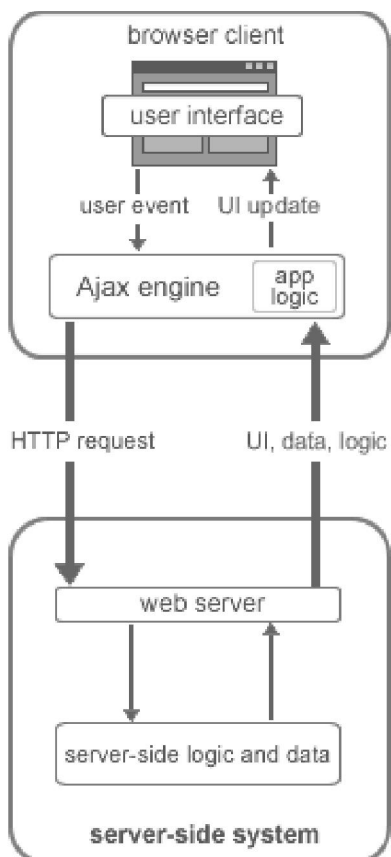 browser client
user interface
user event
UI update
Ajax engine
app
logic
HTTP request
UI, data, logic
web server
server-side logic and data
server-side system